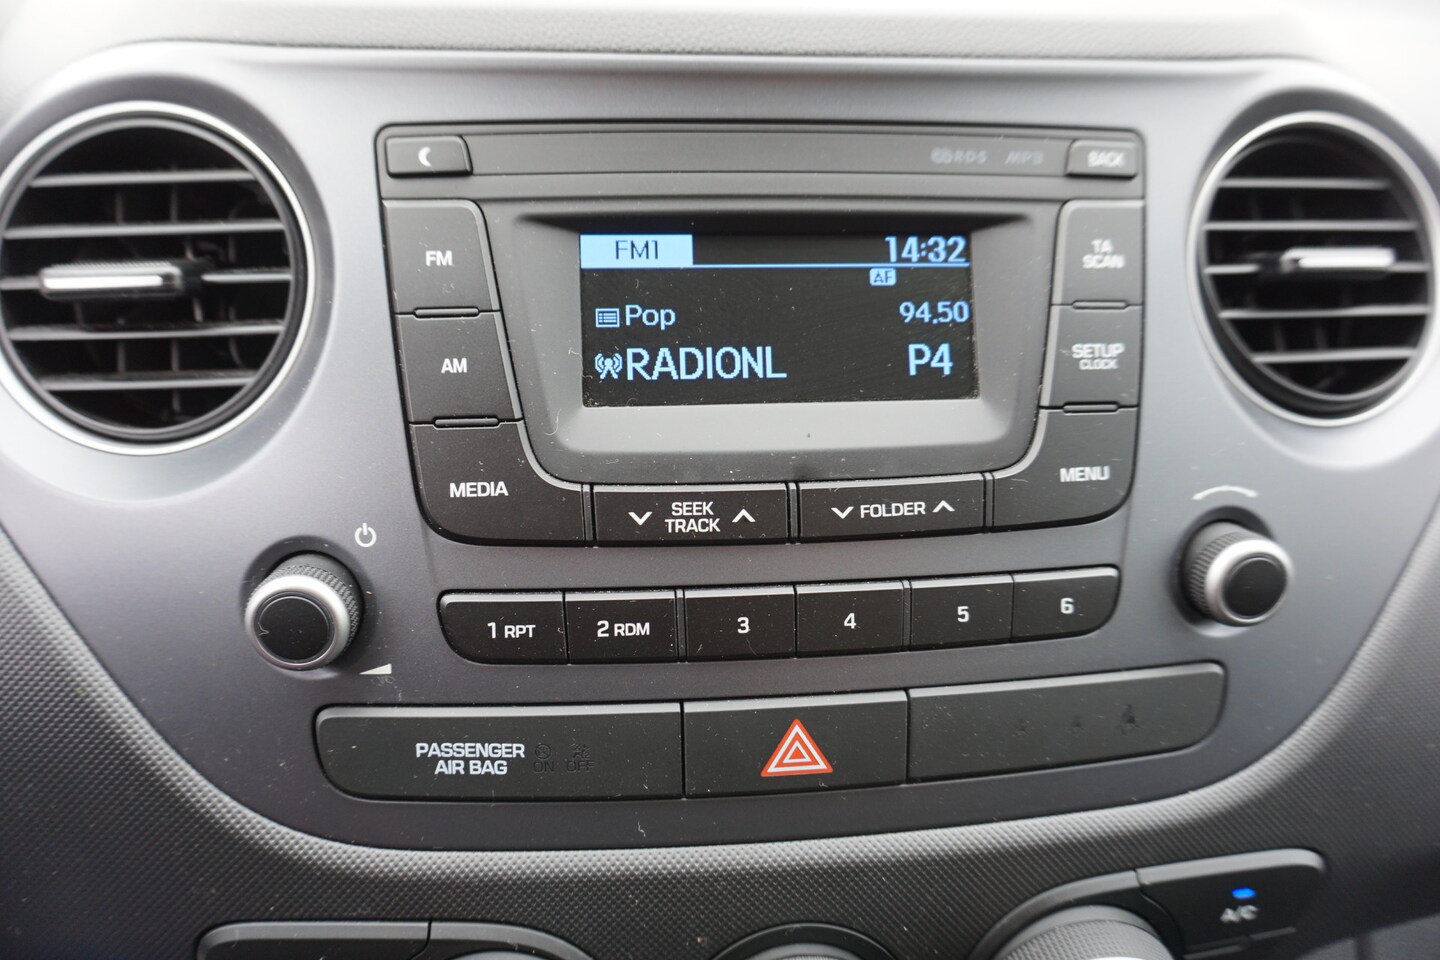 RDS MP3 BACK
FM
AM
MEDIA
FM1 14:32
AF
Pop 94.50
RADIONL P4
TA
SCAN
SETUP
CLOCK
MENU
SEEK
TRACK
FOLDER
1 RPT 2 RDM 3 4 5 6
PASSENGER
AIR BAG
ON OFF
A/C